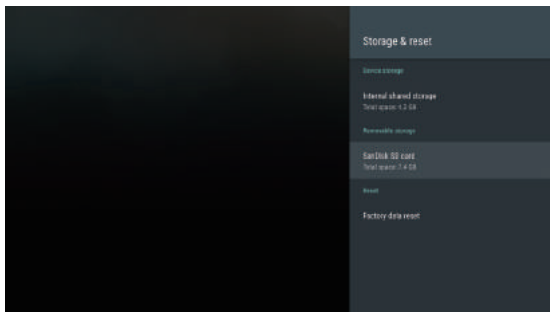 Storage & reset
Device storage
Internal shared storage
Total space: 4.2 GB
Removable storage
SanDisk SD card
Total space: 7.4 GB
Reset
Factory data reset